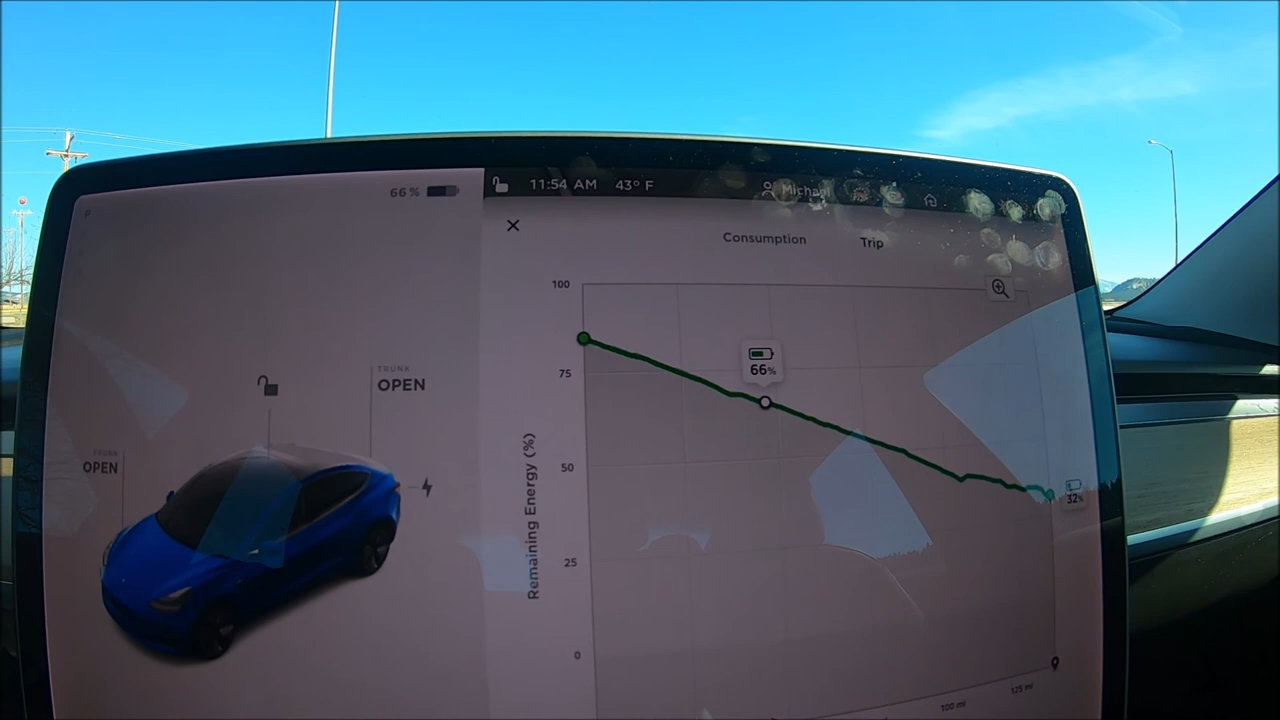 P
66%
11:54 AM 43° F
Michael
Consumption Trip
100
75
50
25
0
Remaining Energy (%)
66%
32%
100 mi
125 mi
TRUNK
OPEN
OPEN